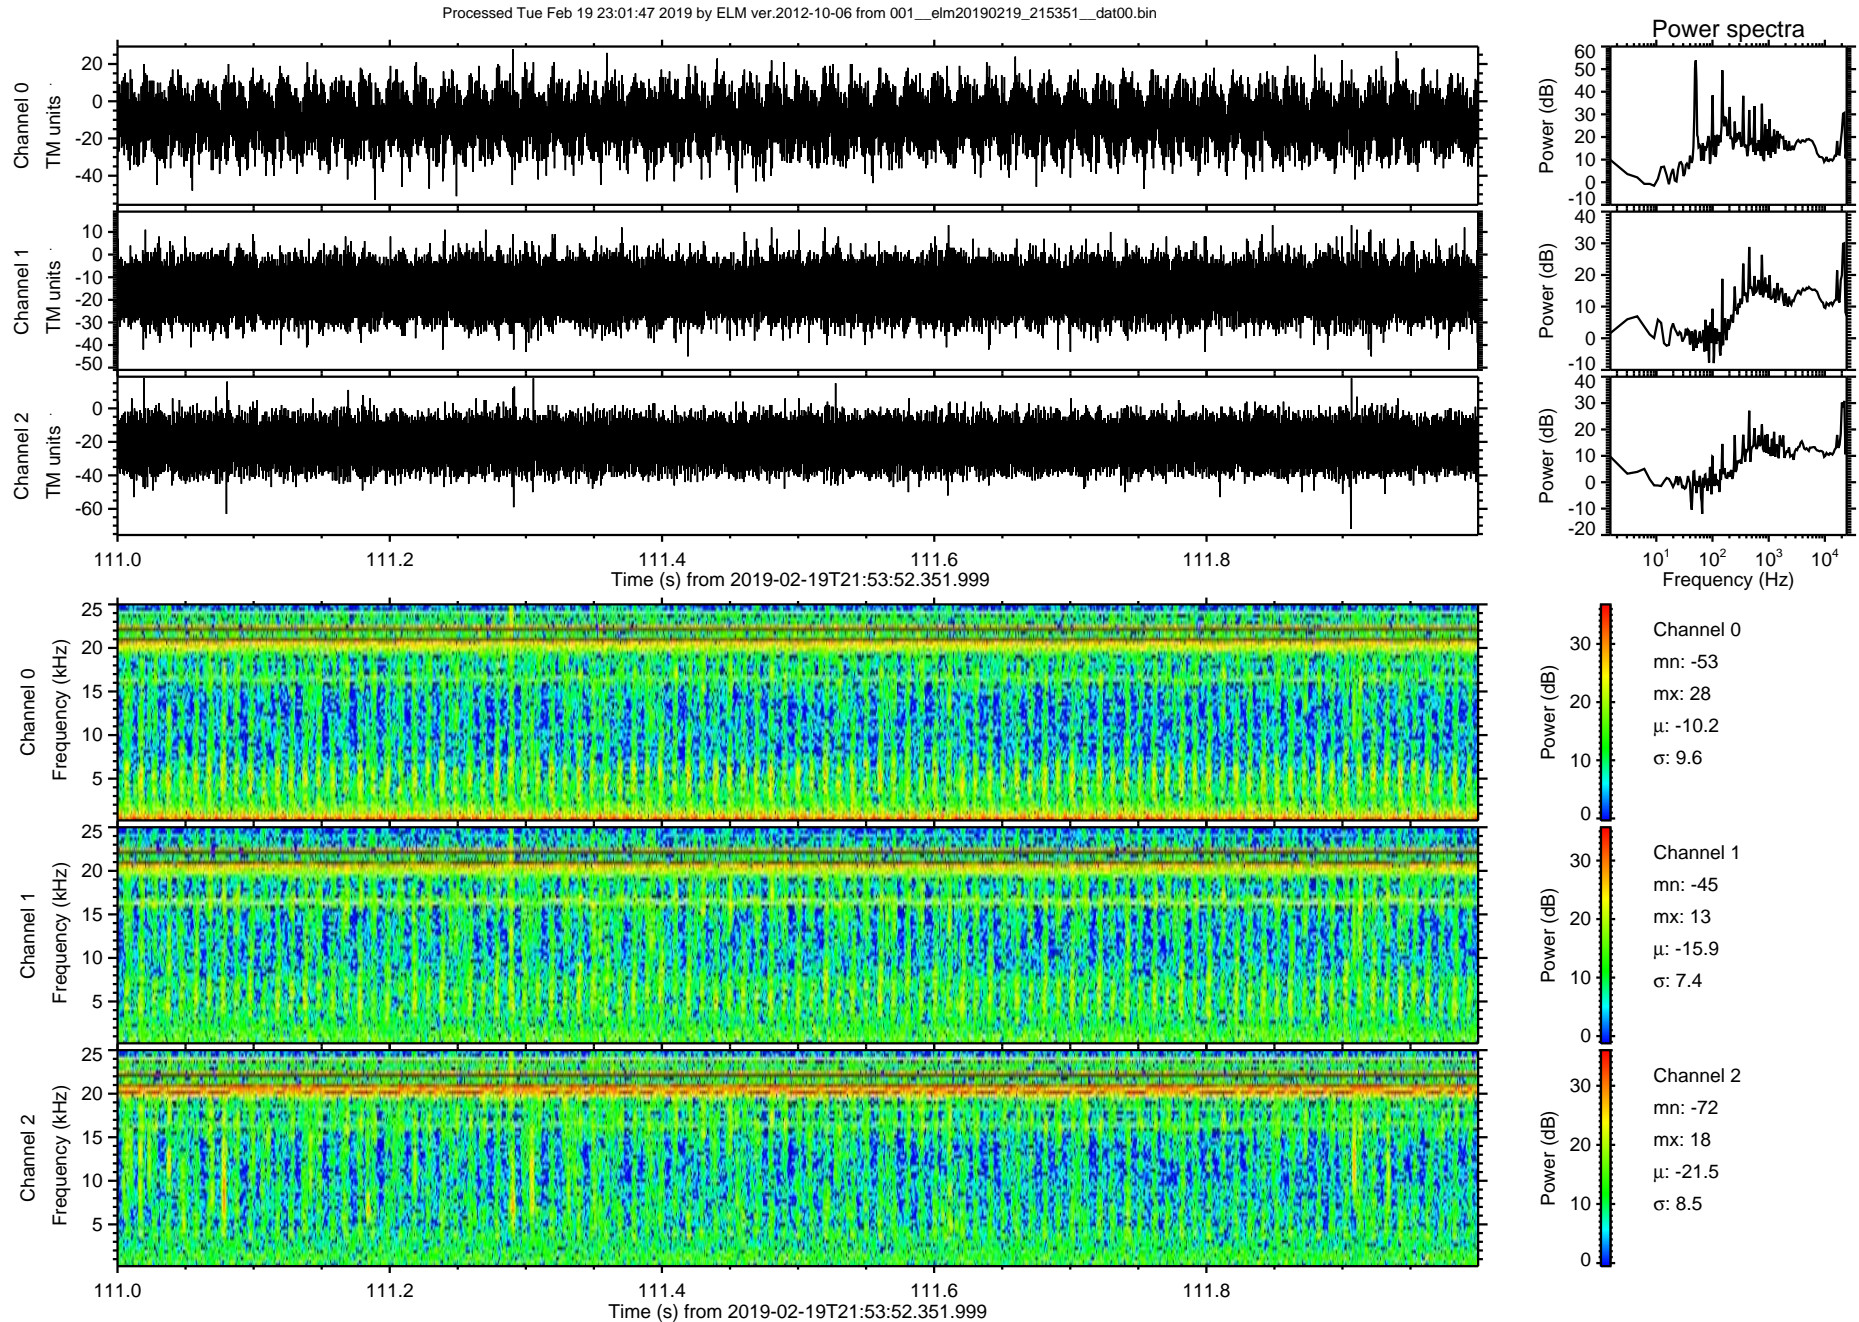 Processed Tue Feb 19 23:01:47 2019 by ELM ver.2012-10-06 from 001__elm20190219_215351__dat00.bin
Power spectra
Channel 0
TM units
20
0
-20
-40
Power (dB)
60
50
40
30
20
10
0
-10
Channel 1
TM units
10
0
-10
-20
-30
-40
-50
Power (dB)
40
30
20
10
0
-10
Channel 2
TM units
0
-20
-40
-60
Power (dB)
40
30
20
10
0
-10
-20
111.0 111.2 111.4 111.6 111.8
Time (s) from 2019-02-19T21:53:52.351.999
10¹ 10² 10³ 10⁴
Frequency (Hz)
Channel 0
Frequency (kHz)
25
20
15
10
5
Power (dB)
30
20
10
0
Channel 0
mn: -53
mx: 28
µ: -10.2
σ: 9.6
Channel 1
Frequency (kHz)
25
20
15
10
5
Power (dB)
30
20
10
0
Channel 1
mn: -45
mx: 13
µ: -15.9
σ: 7.4
Channel 2
Frequency (kHz)
25
20
15
10
5
Power (dB)
30
20
10
0
Channel 2
mn: -72
mx: 18
µ: -21.5
σ: 8.5
111.0 111.2 111.4 111.6 111.8
Time (s) from 2019-02-19T21:53:52.351.999